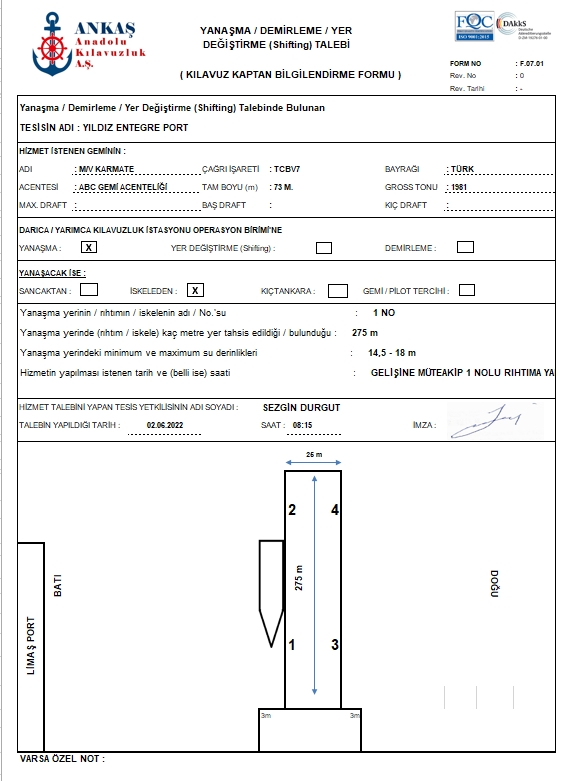 ANKAŞ
Anadolu
Kılavuzluk
A.Ş.
YANAŞMA / DEMİRLEME / YER
DEĞİŞTİRME (Shifting) TALEBİ
( KILAVUZ KAPTAN BİLGİLENDİRME FORMU )
FQC
ISO 9001:2015
DAkkS
Deutsche
Akkreditierungsstelle
FORM NO : F.07.01
Rev. No : 0
Rev. Tarihi : -
Yanaşma / Demirleme / Yer Değiştirme (Shifting) Talebinde Bulunan
TESİSİN ADI : YILDIZ ENTEGRE PORT
HİZMET İSTENEN GEMİNİN :
ADI : M/V KARMATE ÇAĞRI İŞARETİ : TCBV7 BAYRAĞI : TÜRK
ACENTESİ : ABC GEMİ ACENTELİĞİ TAM BOYU (m) : 73 M. GROSS TONU : 1981
MAX. DRAFT : BAŞ DRAFT : KIÇ DRAFT :
DARICA / YARIMCA KILAVUZLUK İSTASYONU OPERASYON BİRİMİ'NE
YANAŞMA : X YER DEĞİŞTİRME (Shifting) : DEMİRLEME :
YANAŞACAK İSE :
SANCAKTAN : İSKELEDEN : X KIÇTANKARA : GEMİ / PİLOT TERCİHİ :
Yanaşma yerinin / rıhtımın / iskelenin adı / No.'su : 1 NO
Yanaşma yerinde (rıhtım / iskele) kaç metre yer tahsis edildiği / bulunduğu : 275 m
Yanaşma yerindeki minimum ve maximum su derinlikleri : 14,5 - 18 m
Hizmetin yapılması istenen tarih ve (belli ise) saati : GELİŞİNE MÜTEAKİP 1 NOLU RIHTIMA YA
HİZMET TALEBİNİ YAPAN TESİS YETKİLİSİNİN ADI SOYADI : SEZGİN DURGUT
TALEBİN YAPILDIĞI TARİH : 02.06.2022 SAAT : 08:15 İMZA :
25 m
2 4
275 m
BATI
DOĞU
LİMAŞ PORT
1 3
3m 3m
VARSA ÖZEL NOT :